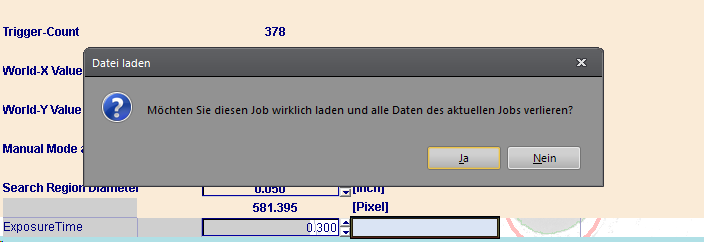 Trigger-Count 378
Datei laden
World-X Value
Möchten Sie diesen Job wirklich laden und alle Daten des aktuellen Jobs verlieren?
World-Y Value
Manual Mode a
Ja Nein
Search Region Diameter 0.050 [Inch]
581.395 [Pixel]
ExposureTime 0.300